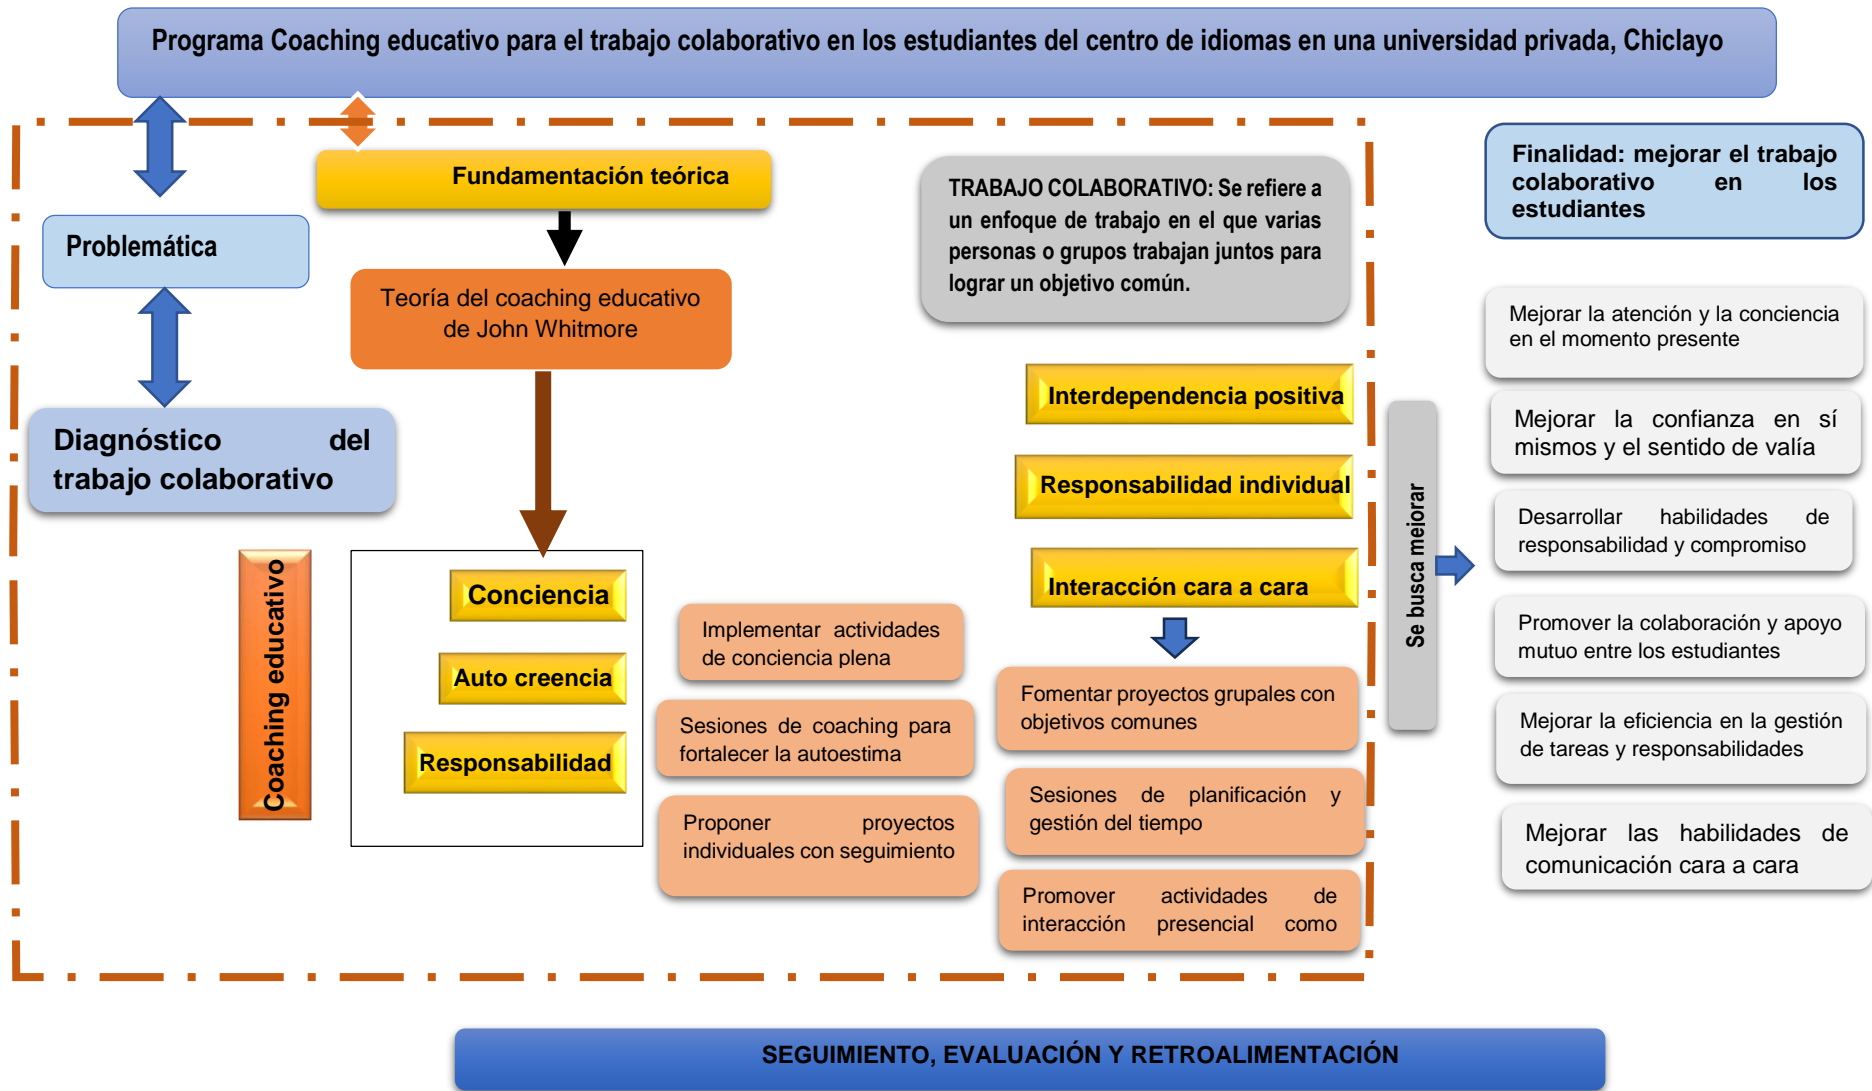 Programa Coaching educativo para el trabajo colaborativo en los estudiantes del centro de idiomas en una universidad privada, Chiclayo
Problemática
Diagnóstico del
trabajo colaborativo
Fundamentación teórica
Teoría del coaching educativo
de John Whitmore
Coaching educativo
Conciencia
Auto creencia
Responsabilidad
Implementar actividades
de conciencia plena
Sesiones de coaching para
fortalecer la autoestima
Proponer proyectos
individuales con seguimiento
TRABAJO COLABORATIVO: Se refiere a
un enfoque de trabajo en el que varias
personas o grupos trabajan juntos para
lograr un objetivo común.
Interdependencia positiva
Responsabilidad individual
Interacción cara a cara
Fomentar proyectos grupales con
objetivos comunes
Sesiones de planificación y
gestión del tiempo
Promover actividades de
interacción presencial como
Se busca mejorar
Finalidad: mejorar el trabajo
colaborativo en los
estudiantes
Mejorar la atención y la conciencia
en el momento presente
Mejorar la confianza en sí
mismos y el sentido de valía
Desarrollar habilidades de
responsabilidad y compromiso
Promover la colaboración y apoyo
mutuo entre los estudiantes
Mejorar la eficiencia en la gestión
de tareas y responsabilidades
Mejorar las habilidades de
comunicación cara a cara
SEGUIMIENTO, EVALUACIÓN Y RETROALIMENTACIÓN